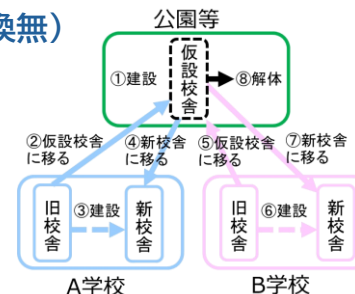 換無）
公園等
仮設校舎
①建設
⑧解体
②仮設校舎
に移る
④新校舎
に移る
⑤仮設校舎
に移る
⑦新校舎
に移る
旧校舎
③建設
新校舎
旧校舎
⑥建設
新校舎
A学校
B学校